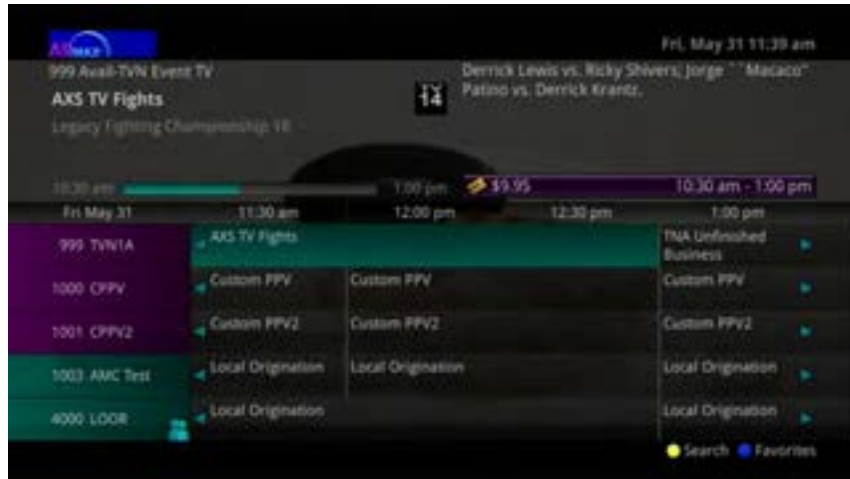 Fri, May 31 11:39 am
999 Avail-TVN Event TV
AXS TV Fights
Legacy Fighting Championship 18
TV
14
Derrick Lewis vs. Ricky Shivers; Jorge ``Macaco''
Patino vs. Derrick Krantz.
10:30 am
1:00 pm
$9.95
10:30 am - 1:00 pm
Fri May 31
11:30 am
12:00 pm
12:30 pm
1:00 pm
999 TVN1A
AXS TV Fights
TNA Unfinished
Business
1000 CPPV
Custom PPV
Custom PPV
Custom PPV
1001 CPPV2
Custom PPV2
Custom PPV2
Custom PPV2
1003 AMC Test
Local Origination
Local Origination
Local Origination
4000 LOOR
Local Origination
Local Origination
Search
Favorites